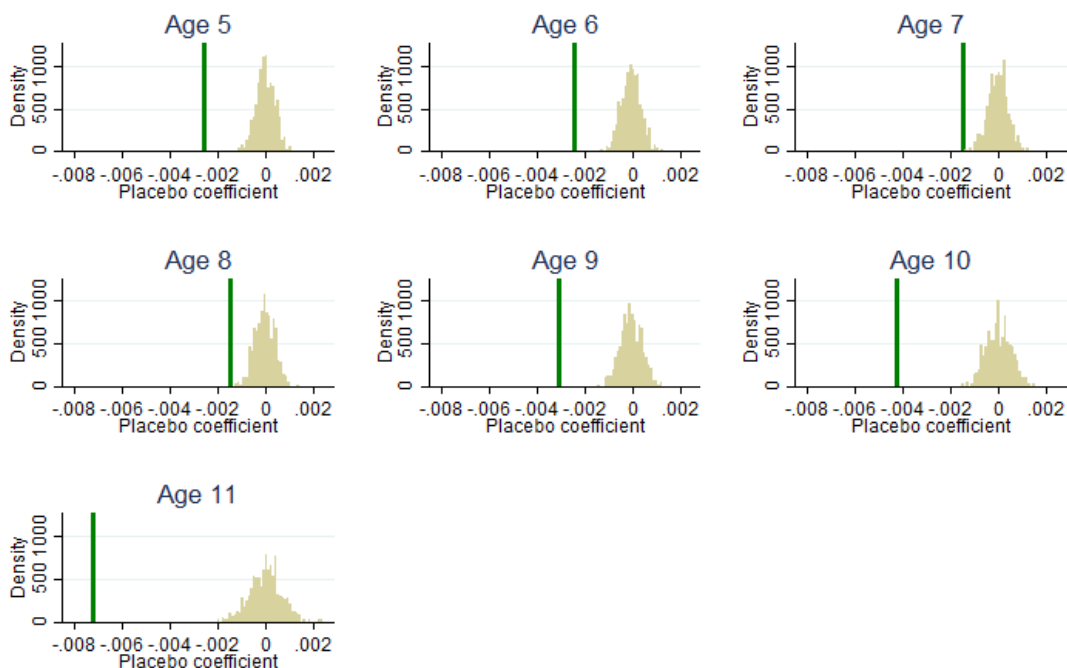 Age 5
Density
0 500 1000
-.008 -.006 -.004 -.002 0 .002
Placebo coefficient
Age 6
Density
0 500 1000
-.008 -.006 -.004 -.002 0 .002
Placebo coefficient
Age 7
Density
0 500 1000
-.008 -.006 -.004 -.002 0 .002
Placebo coefficient
Age 8
Density
0 500 1000
-.008 -.006 -.004 -.002 0 .002
Placebo coefficient
Age 9
Density
0 500 1000
-.008 -.006 -.004 -.002 0 .002
Placebo coefficient
Age 10
Density
0 500 1000
-.008 -.006 -.004 -.002 0 .002
Placebo coefficient
Age 11
Density
0 500 1000
-.008 -.006 -.004 -.002 0 .002
Placebo coefficient